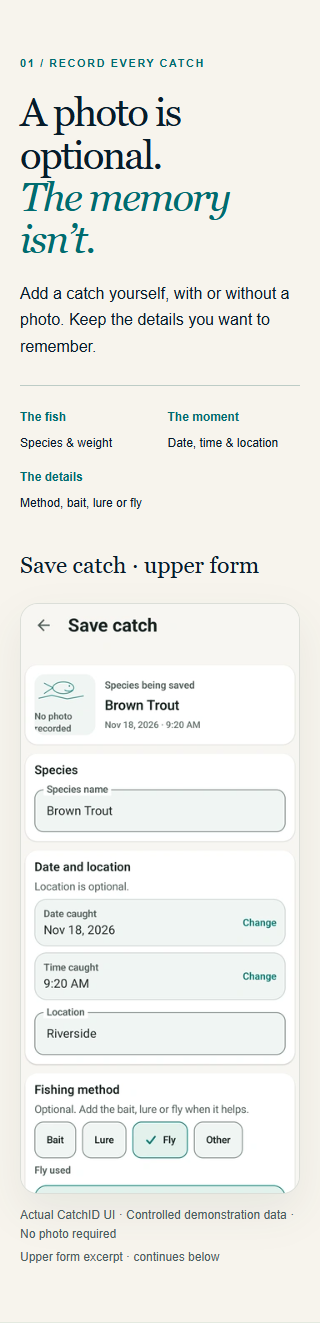 01 / RECORD EVERY CATCH
A photo is
optional.
The memory
isn’t.
Add a catch yourself, with or without a
photo. Keep the details you want to
remember.
The fish
Species & weight
The moment
Date, time & location
The details
Method, bait, lure or fly
Save catch · upper form
← Save catch
No photo
recorded
Species being saved
Brown Trout
Nov 18, 2026 · 9:20 AM
Species
Species name
Brown Trout
Date and location
Location is optional.
Date caught
Nov 18, 2026
Change
Time caught
9:20 AM
Change
Location
Riverside
Fishing method
Optional. Add the bait, lure or fly when it helps.
Bait Lure ✓ Fly Other
Fly used
Actual CatchID UI · Controlled demonstration data ·
No photo required
Upper form excerpt · continues below